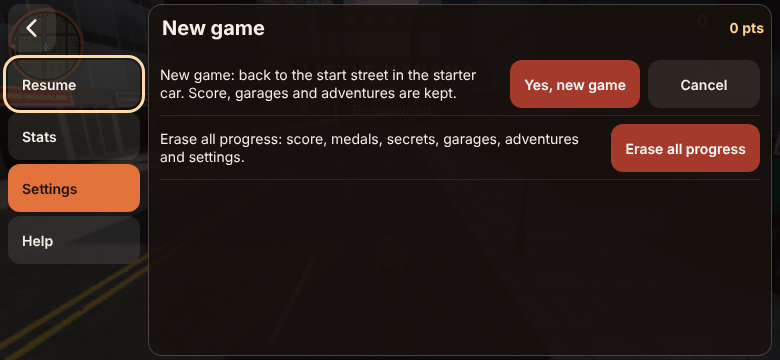 New game
0 pts
Resume
Stats
Settings
Help
New game: back to the start street in the starter
car. Score, garages and adventures are kept.
Yes, new game
Cancel
Erase all progress: score, medals, secrets, garages, adventures
and settings.
Erase all progress